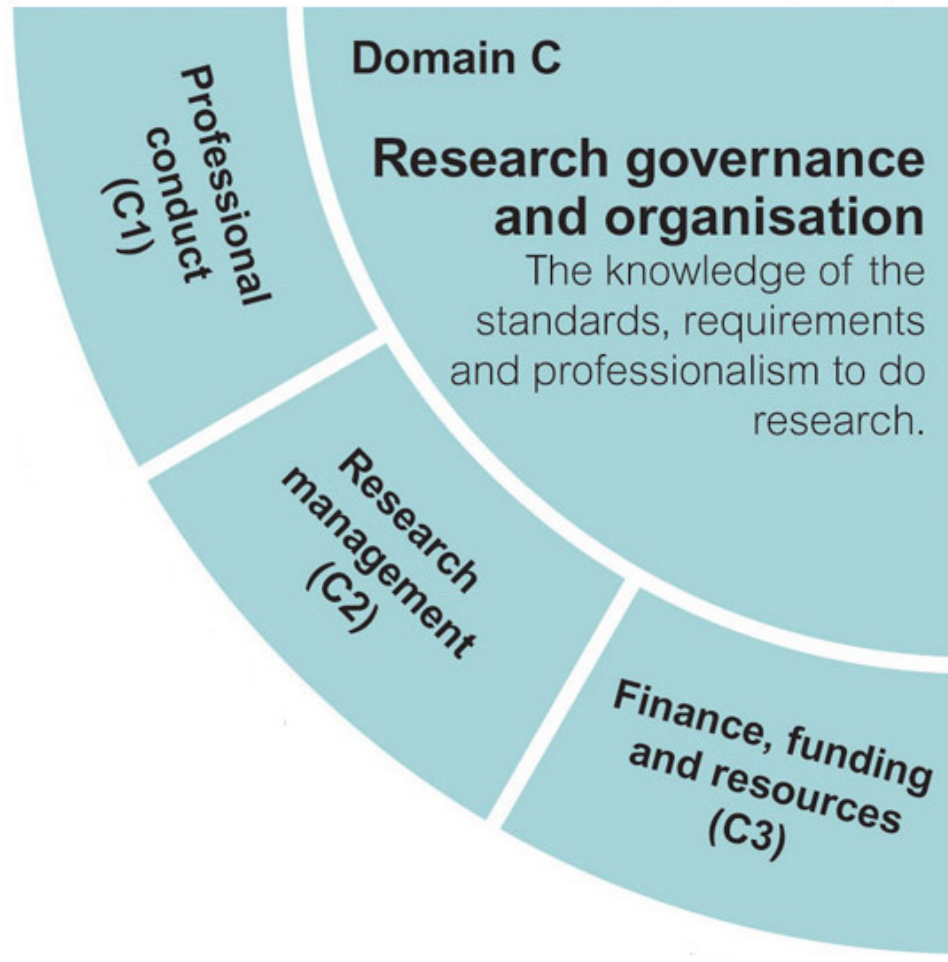 Domain C
Research governance
and organisation
The knowledge of the
standards, requirements
and professionalism to do
research.
Professional
conduct
(C1)
Research
management
(C2)
Finance, funding
and resources
(C3)